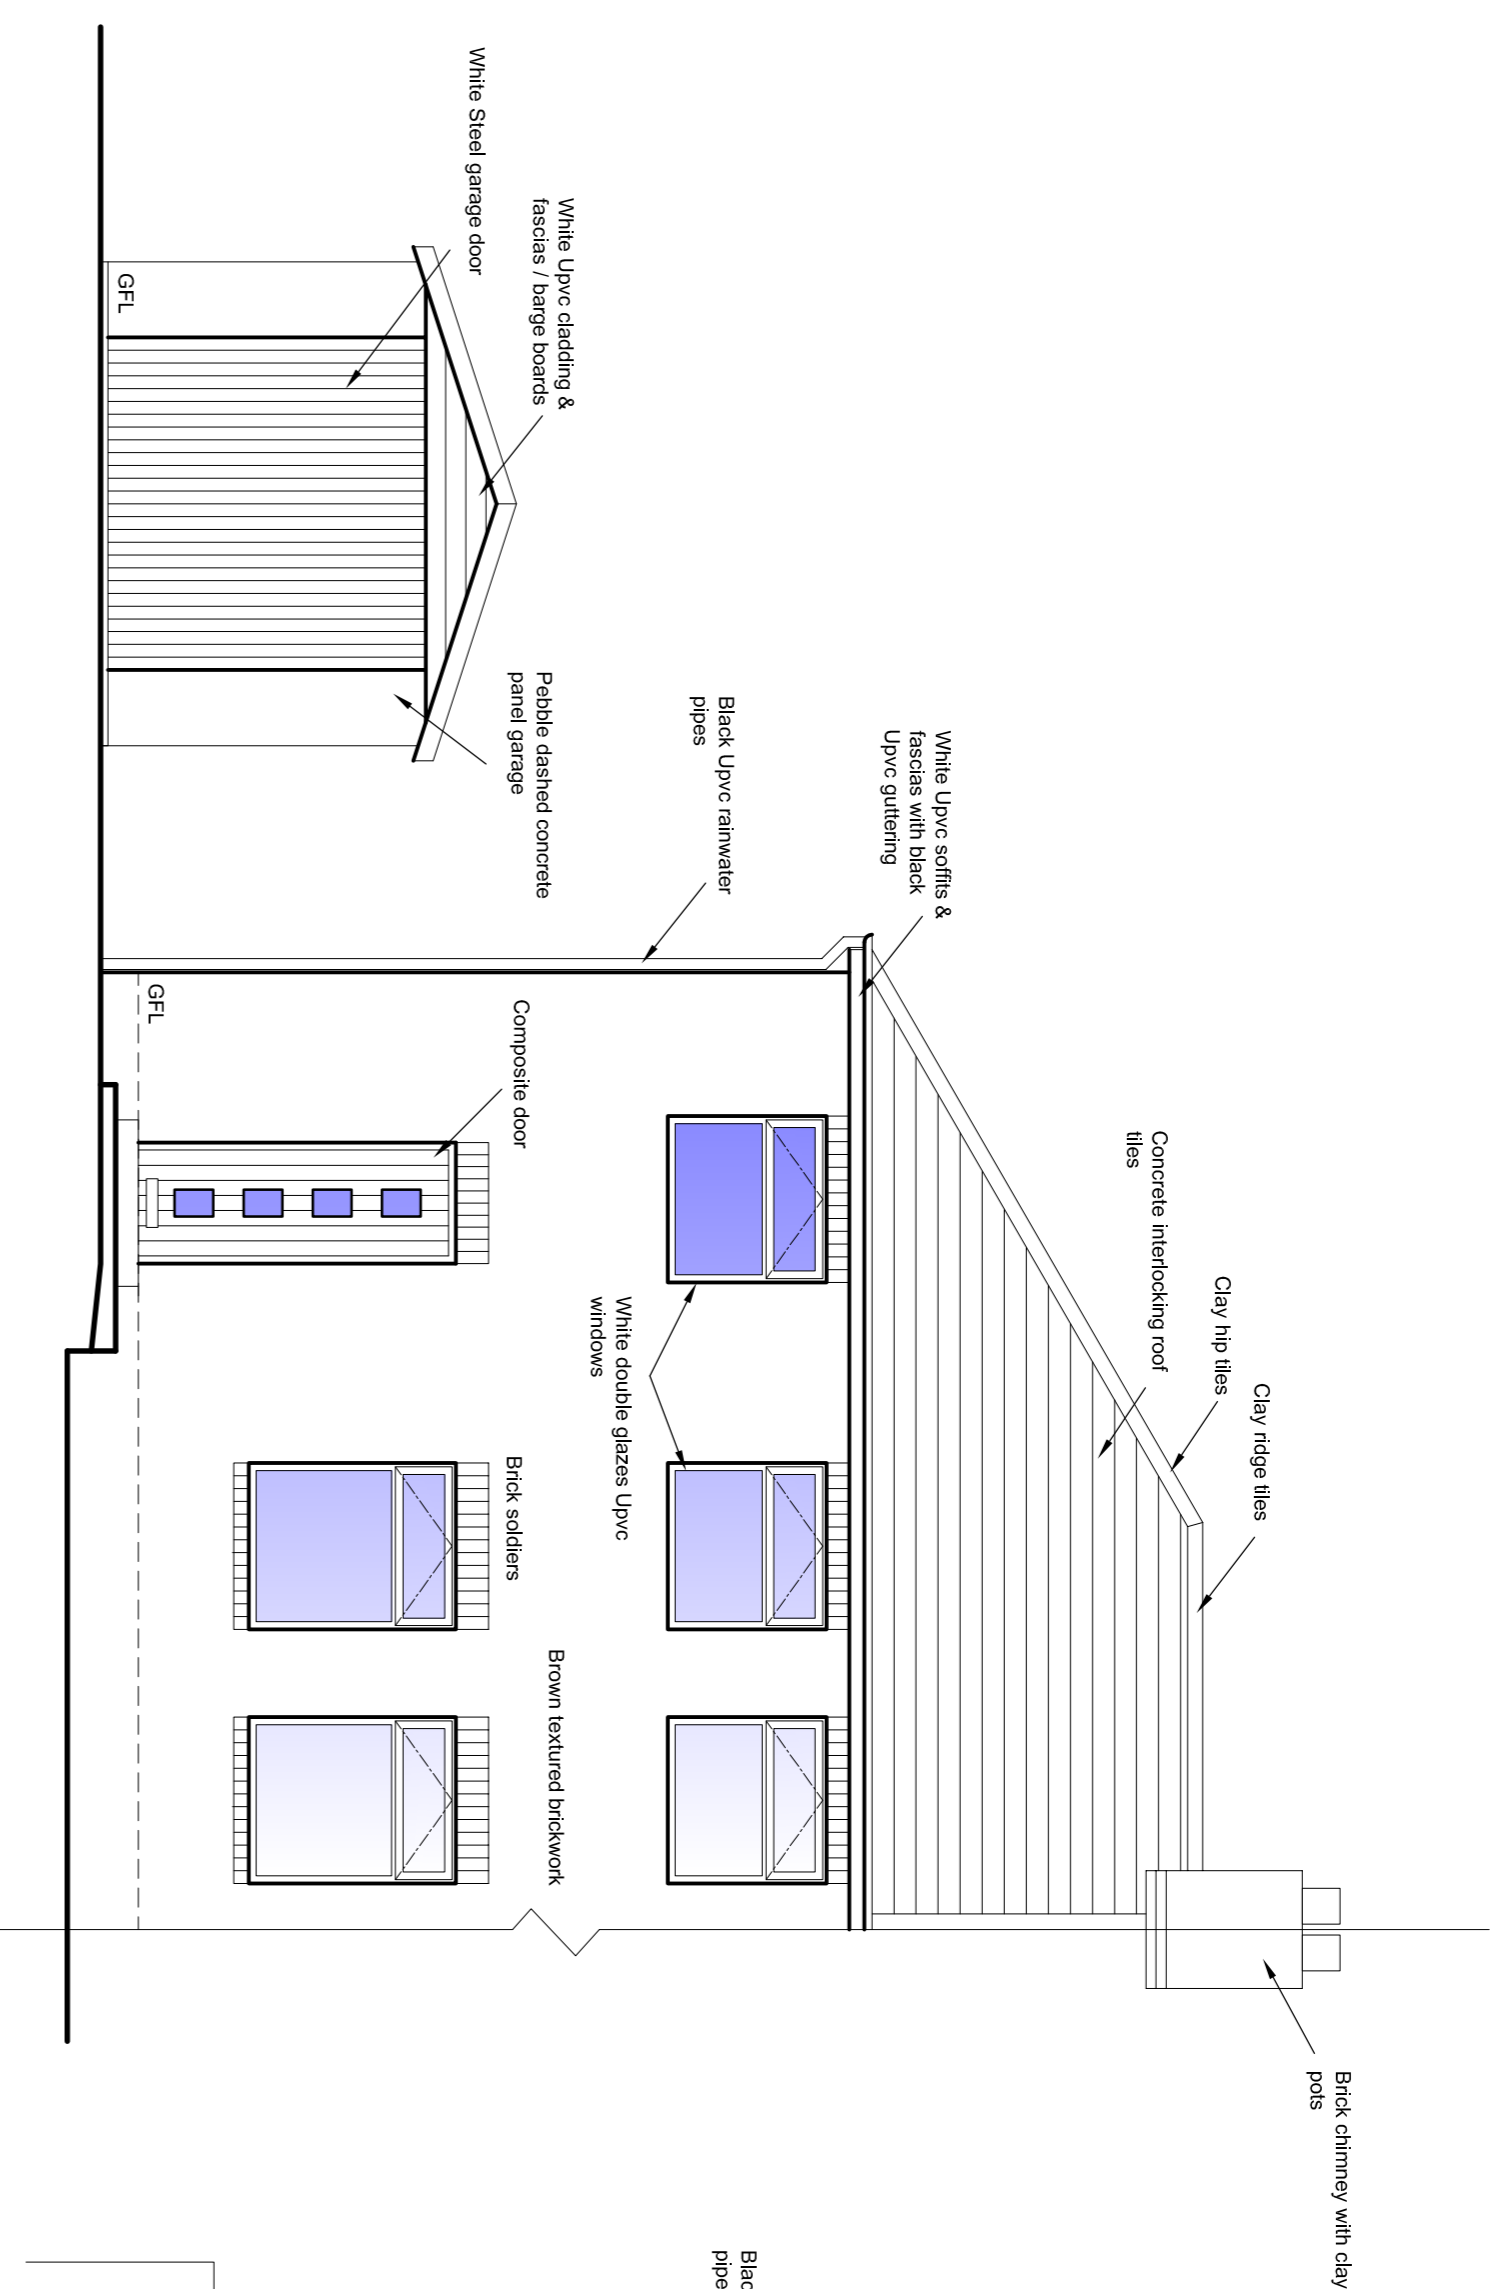 Brick chimney with clay
pots
Clay ridge tiles
Clay hip tiles
Concrete interlocking roof
tiles
White Upvc soffits &
fascias with black
Upvc guttering
Black Upvc rainwater
pipes
White double glazes Upvc
windows
White Upvc cladding &
fascias / barge boards
White Steel garage door
Pebble dashed concrete
panel garage
Composite door
Brick soldiers
Brown textured brickwork
GFL
GFL